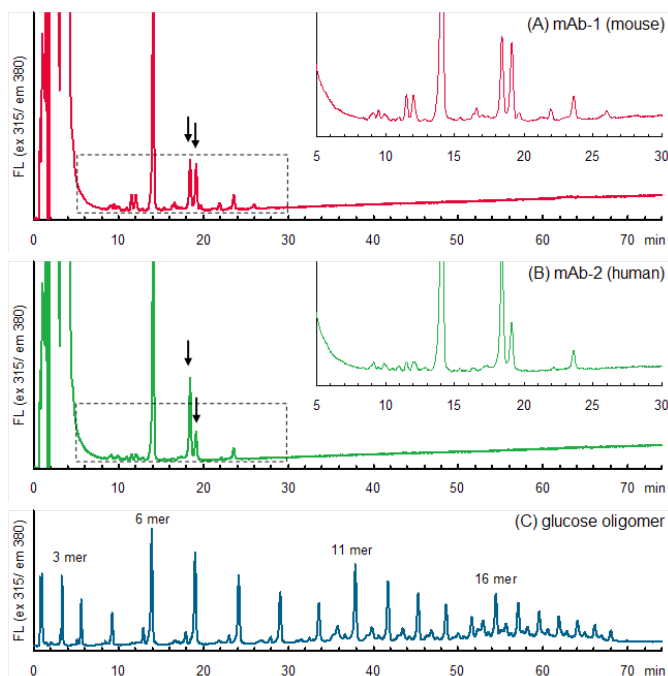 (A) mAb-1 (mouse)
FL (ex 315/ em 380)
5 10 15 20 25 30
0 10 20 30 40 50 60 70 min
(B) mAb-2 (human)
FL (ex 315/ em 380)
5 10 15 20 25 30
0 10 20 30 40 50 60 70 min
(C) glucose oligomer
FL (ex 315/ em 380)
6 mer
3 mer
11 mer
16 mer
0 10 20 30 40 50 60 70 min